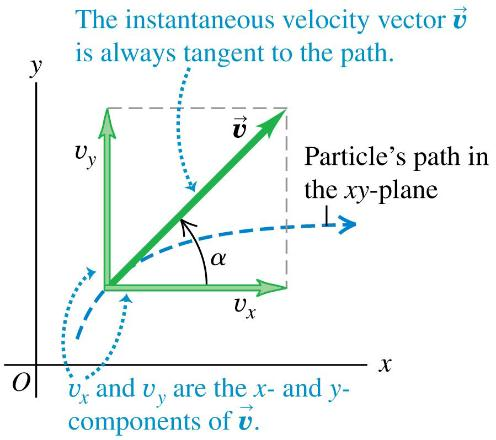 The instantaneous velocity vector v⃗
is always tangent to the path.
y
v⃗
v_y
Particle's path in
the xy-plane
α
v_x
x
O
v_x and v_y are the x- and y-
components of v⃗.